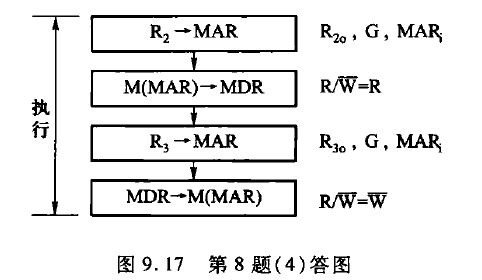 R₂→MAR R₂ₒ, G, MARᵢ
M(MAR)→MDR R/W̅=R
执行
R₃→MAR R₃ₒ, G, MARᵢ
MDR→M(MAR) R/W̅=W̅
图 9.17 第 8 题(4)答图